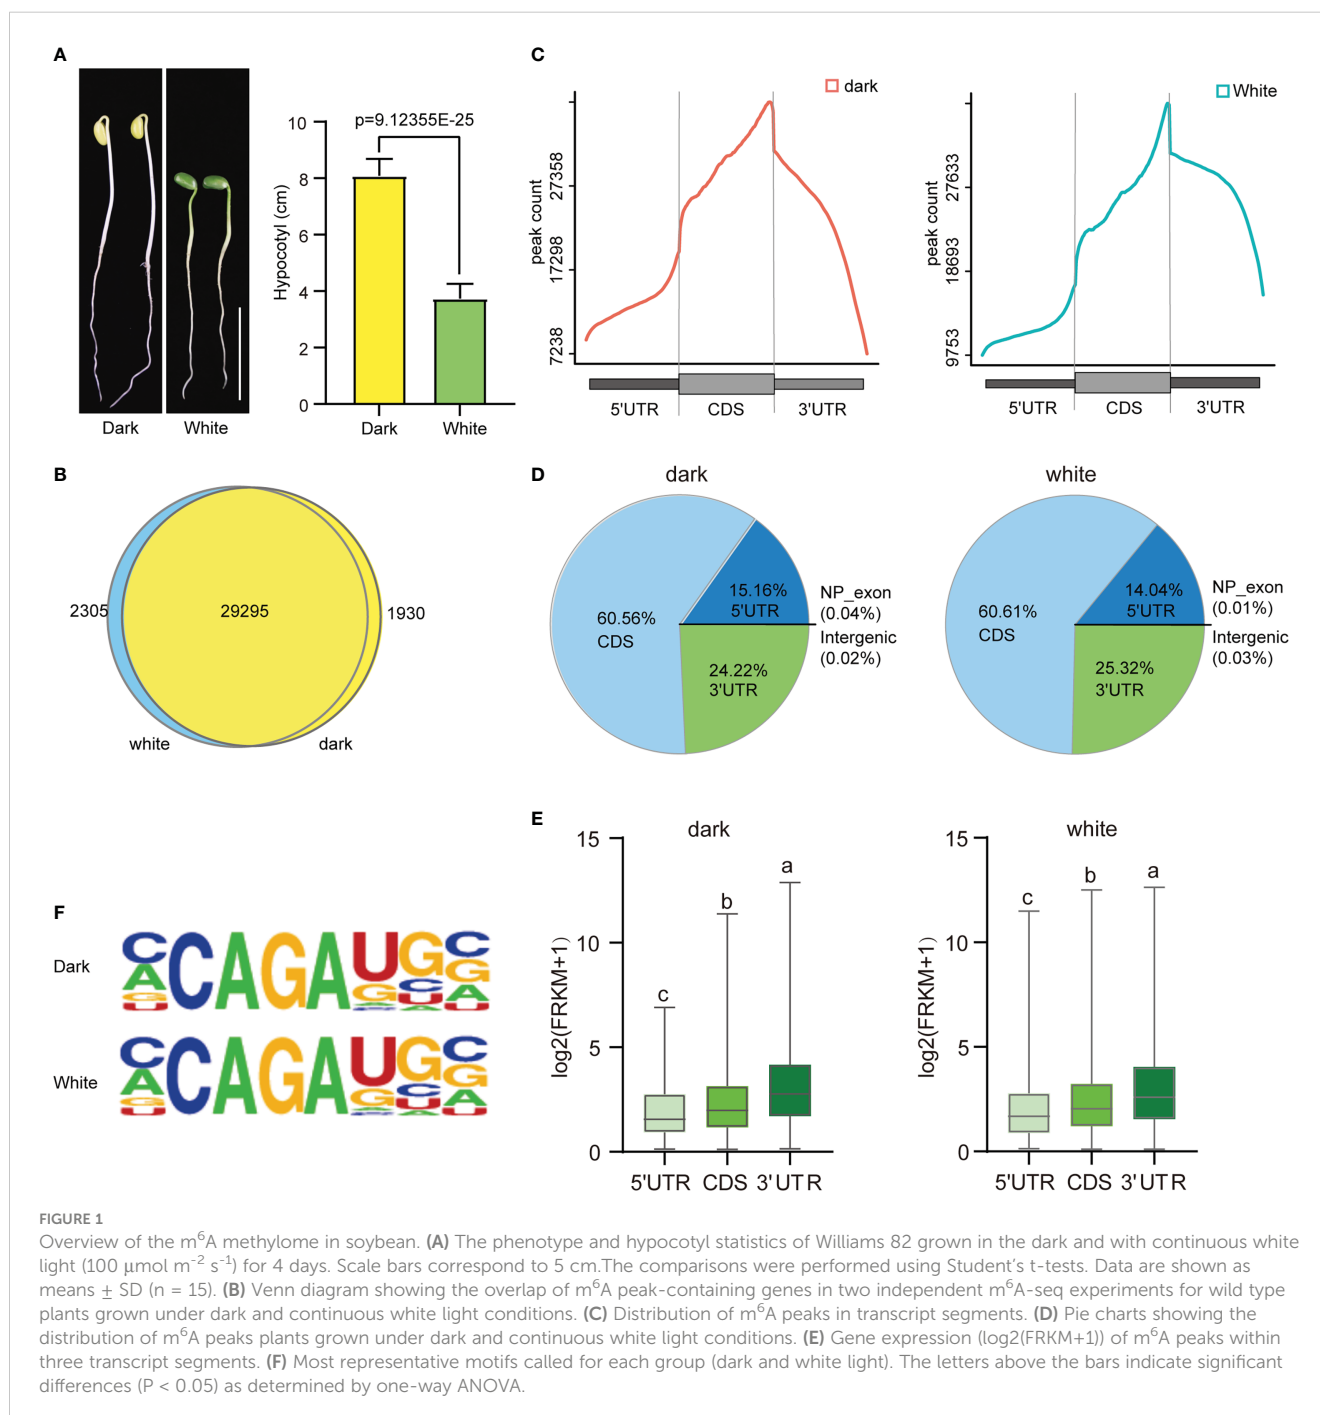 A
Dark
White
p=9.12355E-25
Hypocotyl (cm)
10
8
6
4
2
0
Dark
White
C
dark
peak count
27358
17298
7238
5'UTR
CDS
3'UTR
White
peak count
27633
18693
9753
5'UTR
CDS
3'UTR
B
2305
29295
1930
white
dark
D
dark
60.56%
CDS
15.16%
5'UTR
24.22%
3'UTR
NP_exon
(0.04%)
Intergenic
(0.02%)
white
60.61%
CDS
14.04%
5'UTR
25.32%
3'UTR
NP_exon
(0.01%)
Intergenic
(0.03%)
E
dark
log2(FRKM+1)
15
10
5
0
c
b
a
5'UTR CDS 3'UTR
white
log2(FRKM+1)
15
10
5
0
c
b
a
5'UTR CDS 3'UTR
F
Dark
CCAGAUGC
AGCG
GUAUA
U
White
CCAGAUGC
AGCG
GUAUA
U
FIGURE 1
Overview of the m⁶A methylome in soybean. (A) The phenotype and hypocotyl statistics of Williams 82 grown in the dark and with continuous white
light (100 μmol m⁻² s⁻¹) for 4 days. Scale bars correspond to 5 cm.The comparisons were performed using Student's t-tests. Data are shown as
means ± SD (n = 15). (B) Venn diagram showing the overlap of m⁶A peak-containing genes in two independent m⁶A-seq experiments for wild type
plants grown under dark and continuous white light conditions. (C) Distribution of m⁶A peaks in transcript segments. (D) Pie charts showing the
distribution of m⁶A peaks plants grown under dark and continuous white light conditions. (E) Gene expression (log2(FRKM+1)) of m⁶A peaks within
three transcript segments. (F) Most representative motifs called for each group (dark and white light). The letters above the bars indicate significant
differences (P < 0.05) as determined by one-way ANOVA.